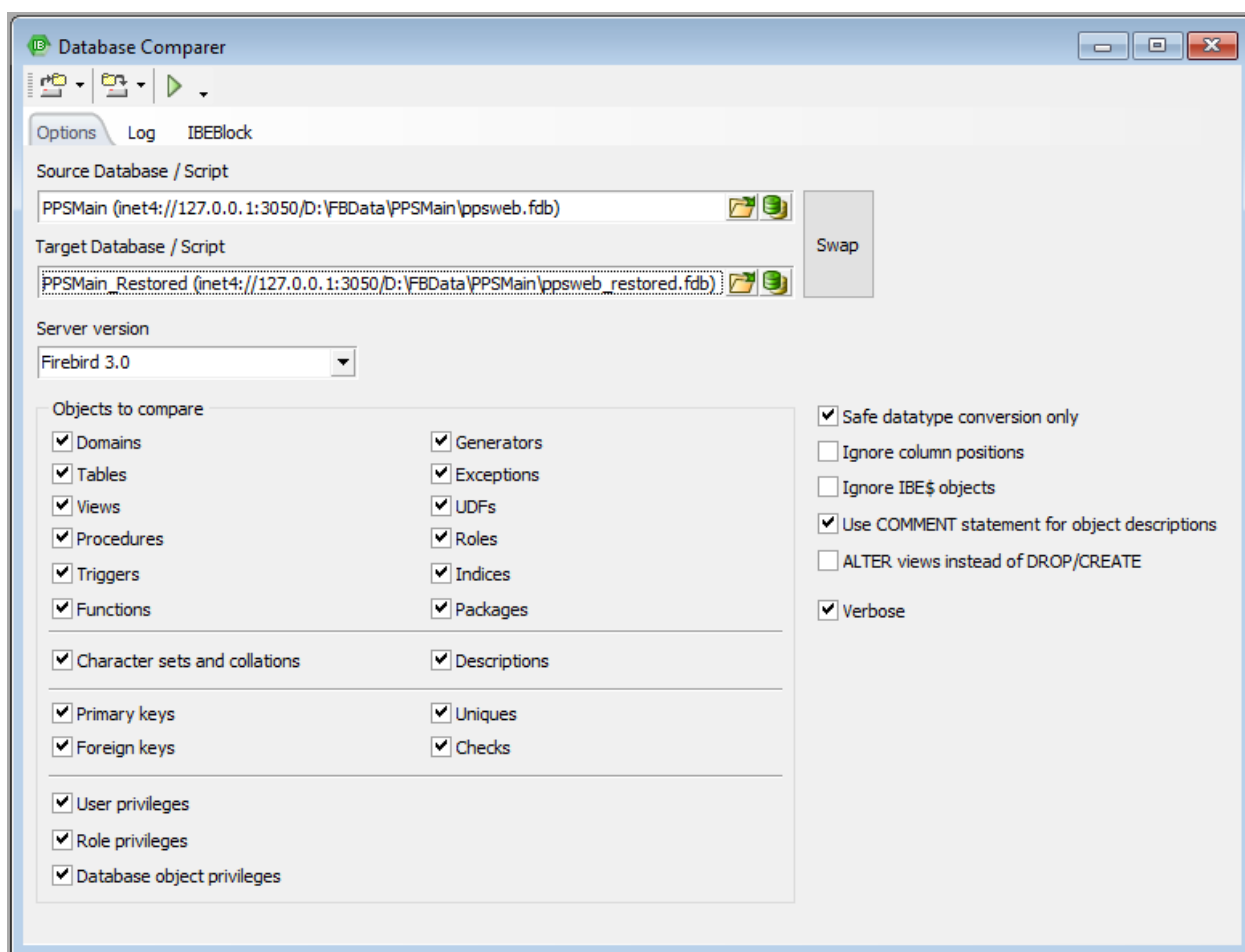 Database Comparer
Options Log IBEBlock
Source Database / Script
PPSMain (inet4://127.0.0.1:3050/D:\FBData\PPSMain\ppsweb.fdb)
Swap
Target Database / Script
PPSMain_Restored (inet4://127.0.0.1:3050/D:\FBData\PPSMain\ppsweb_restored.fdb)
Server version
Firebird 3.0
Objects to compare
Domains
Tables
Views
Procedures
Triggers
Functions
Generators
Exceptions
UDFs
Roles
Indices
Packages
Character sets and collations
Descriptions
Primary keys
Foreign keys
Uniques
Checks
User privileges
Role privileges
Database object privileges
Safe datatype conversion only
Ignore column positions
Ignore IBE$ objects
Use COMMENT statement for object descriptions
ALTER views instead of DROP/CREATE
Verbose